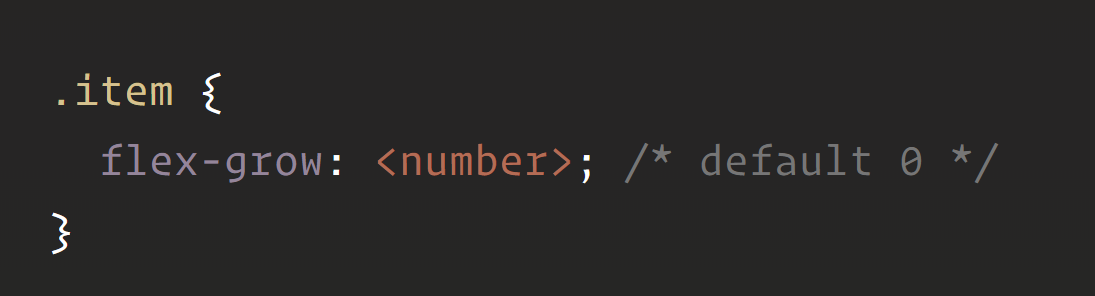 .item {
  flex-grow: <number>; /* default 0 */
}